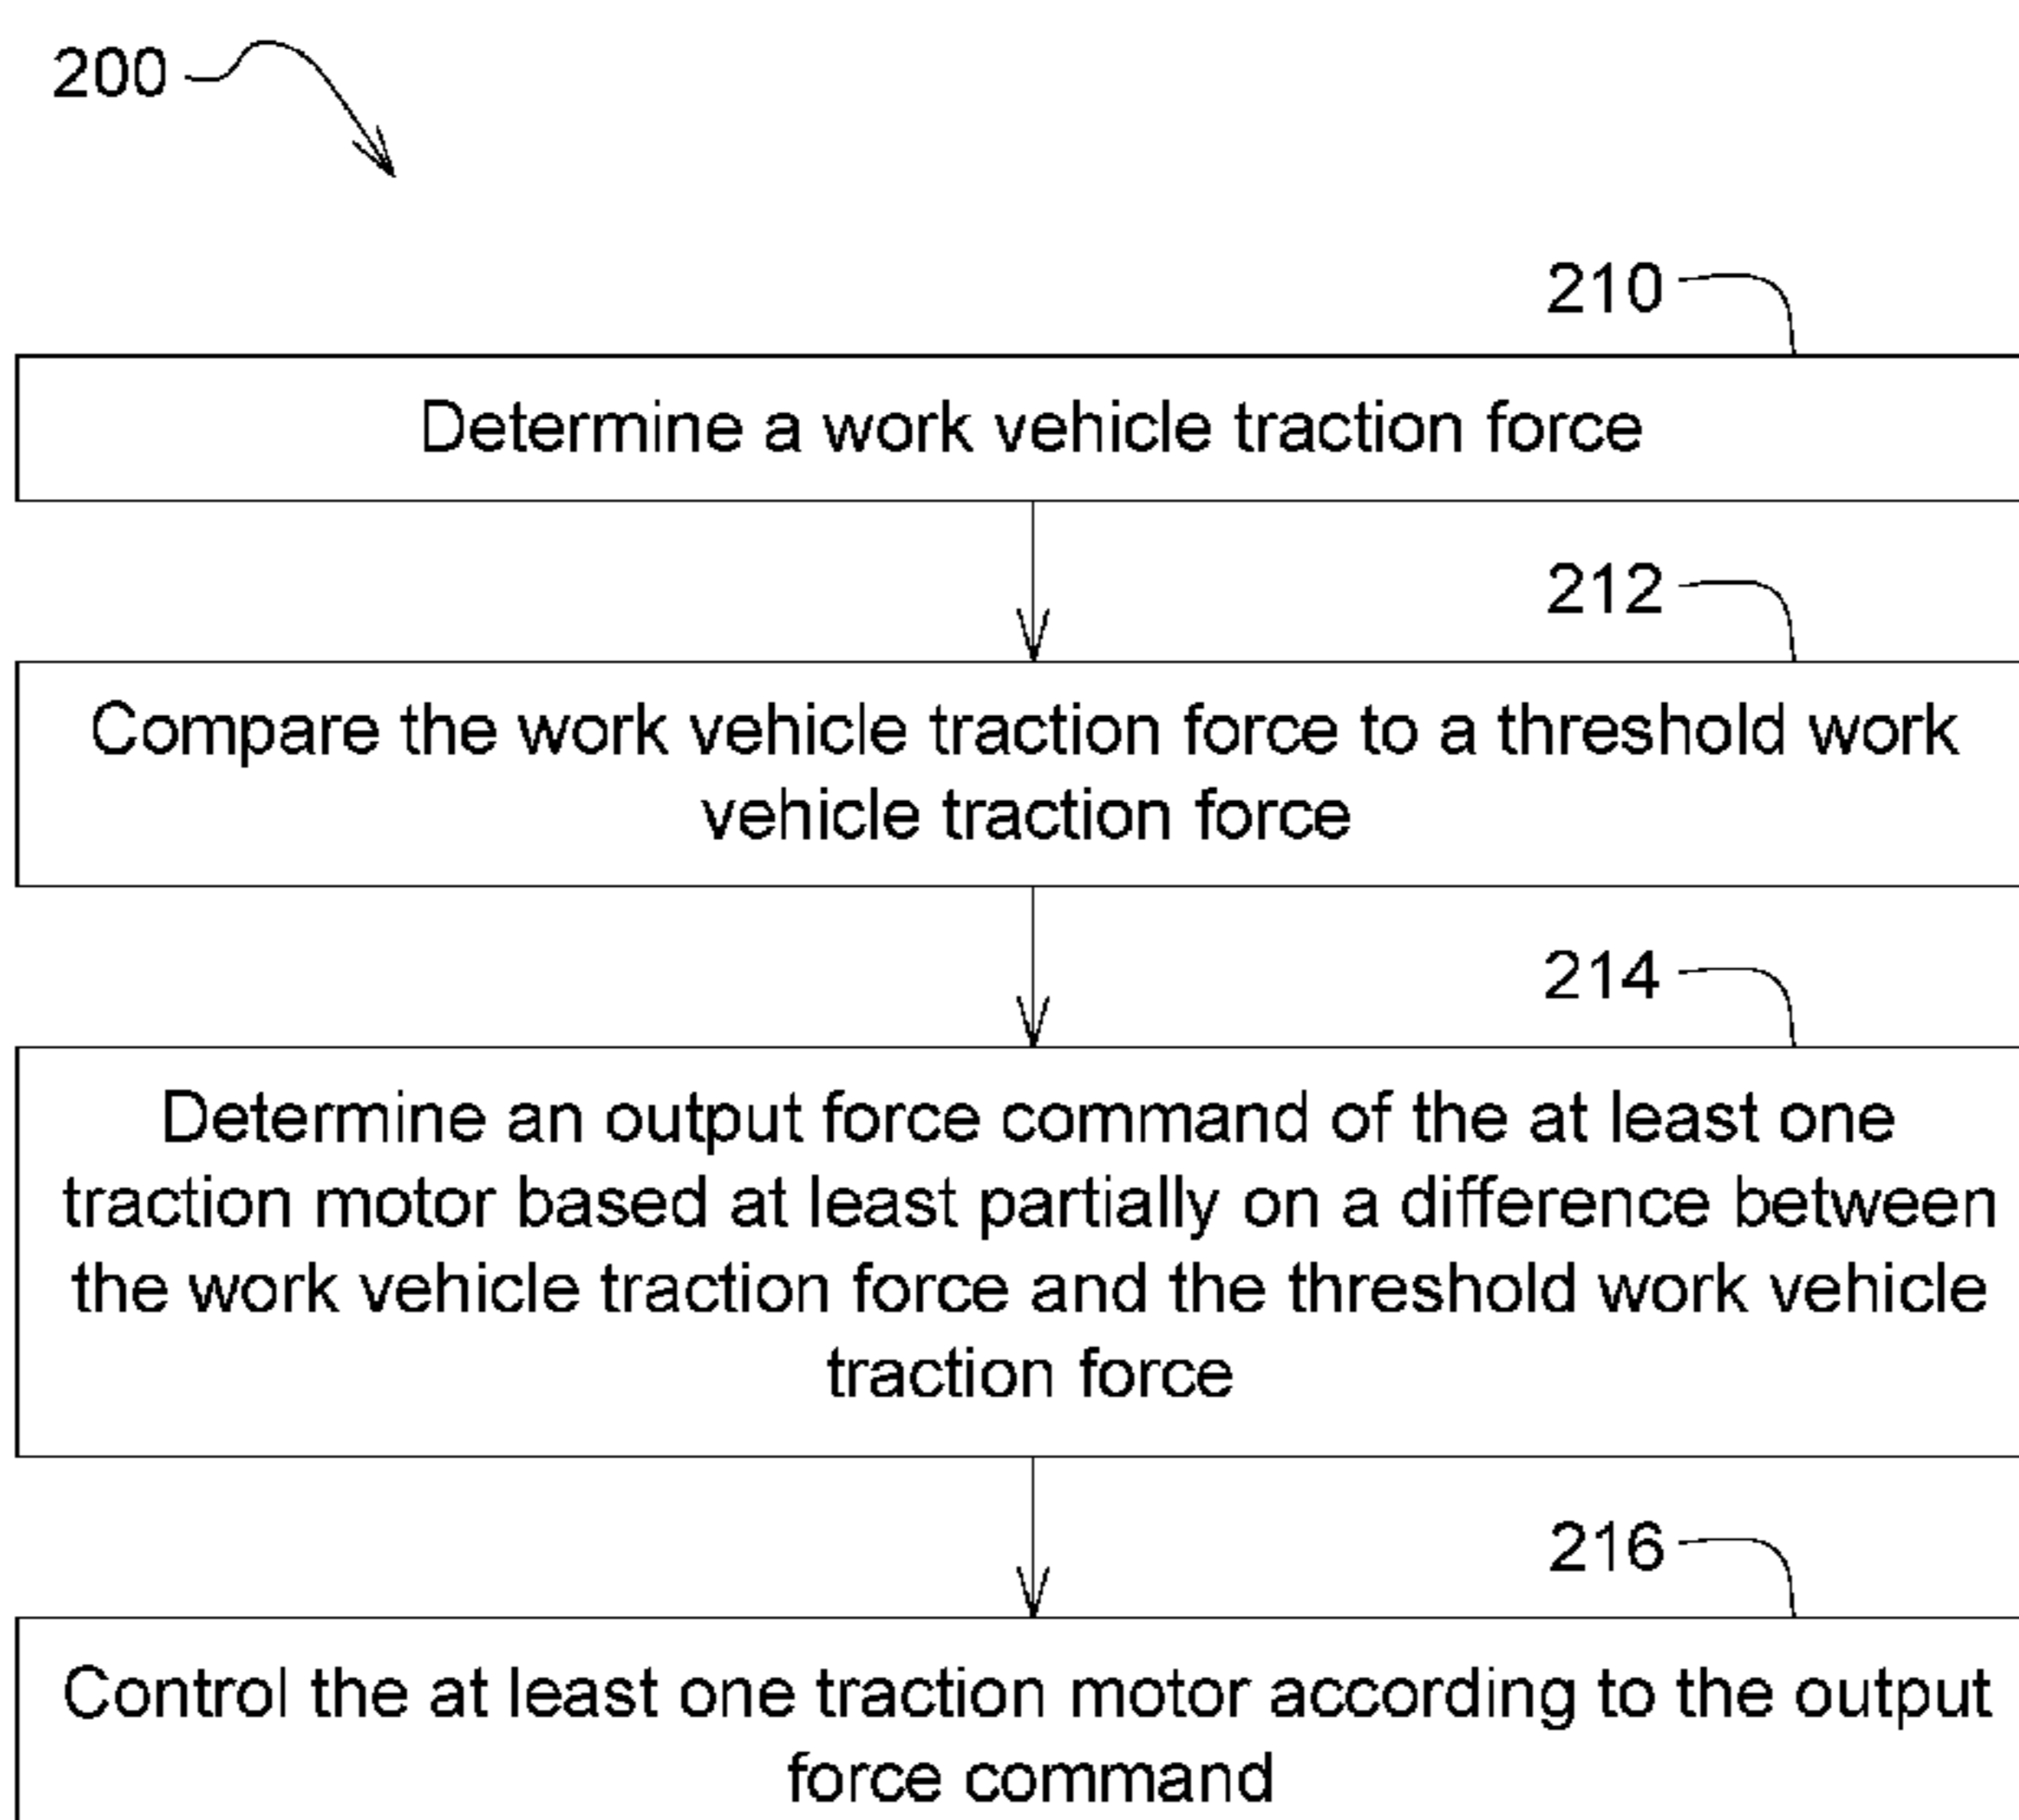 200
210
Determine a work vehicle traction force
212
Compare the work vehicle traction force to a threshold work
vehicle traction force
214
Determine an output force command of the at least one
traction motor based at least partially on a difference between
the work vehicle traction force and the threshold work vehicle
traction force
216
Control the at least one traction motor according to the output
force command